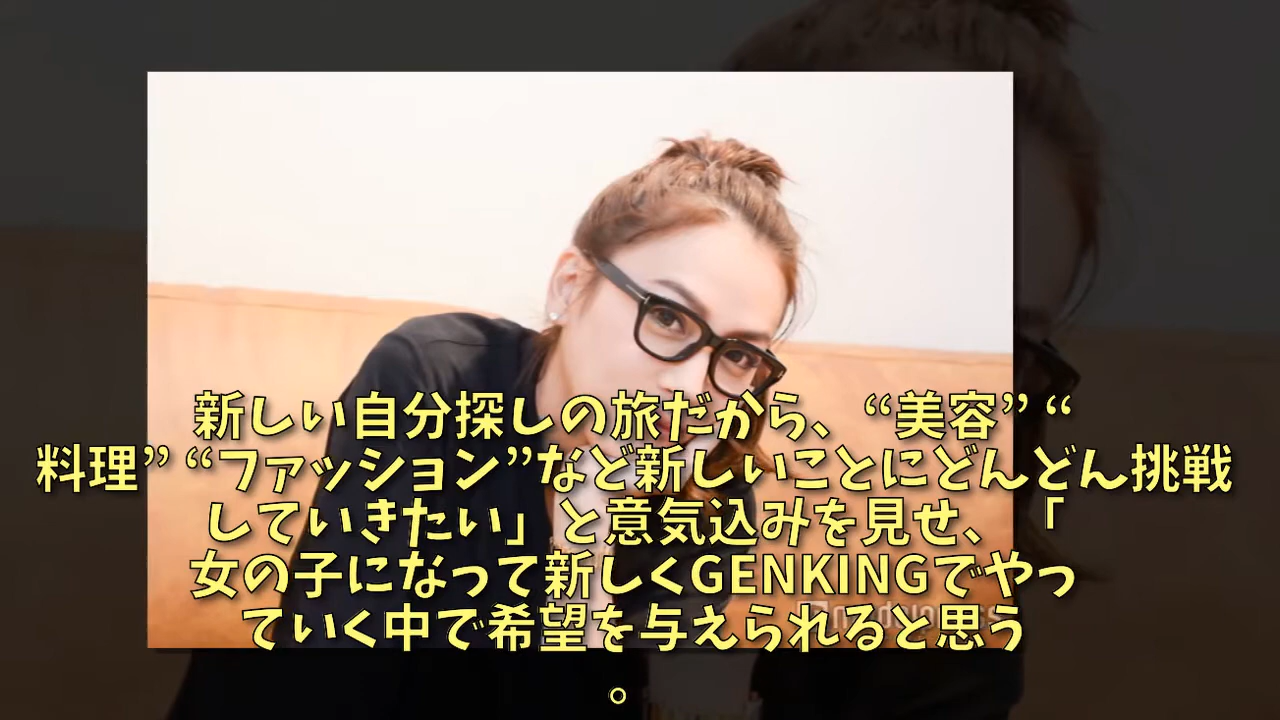 新しい自分探しの旅だから、“美容” “
料理” “ファッション”など新しいことにどんどん挑戦
していきたい」と意気込みを見せ、「
女の子になって新しくGENKINGでやっ
ていく中で希望を与えられると思う
。